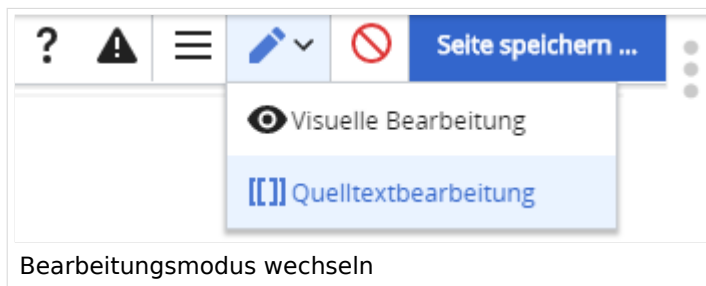 ? Seite speichern ...
Visuelle Bearbeitung
[[]] Quelltextbearbeitung
Bearbeitungsmodus wechseln